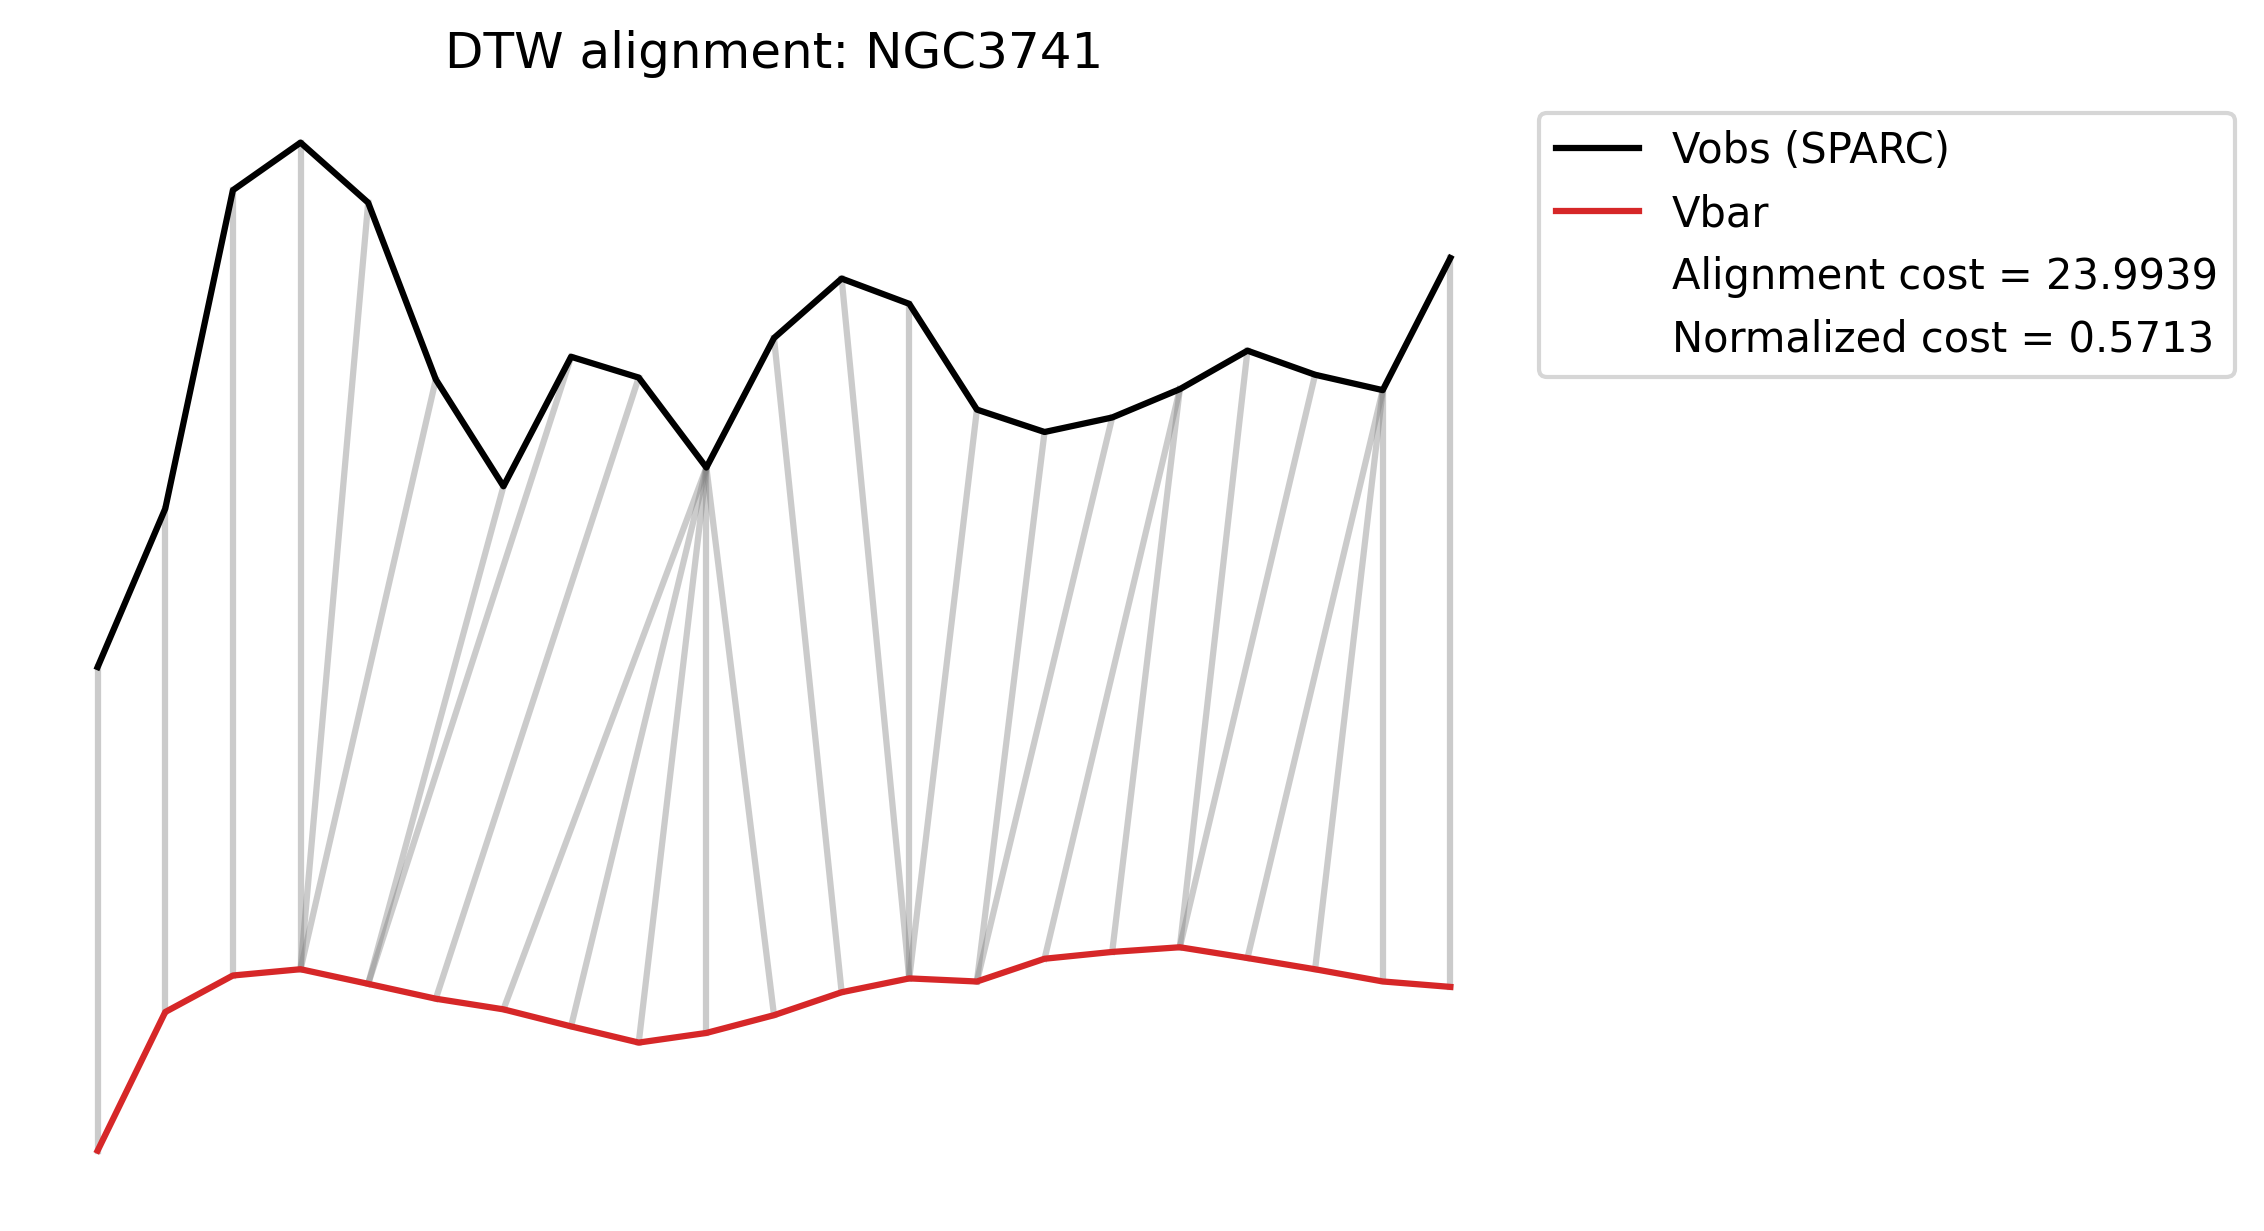 DTW alignment: NGC3741
Vobs (SPARC)
Vbar
Alignment cost = 23.9939
Normalized cost = 0.5713